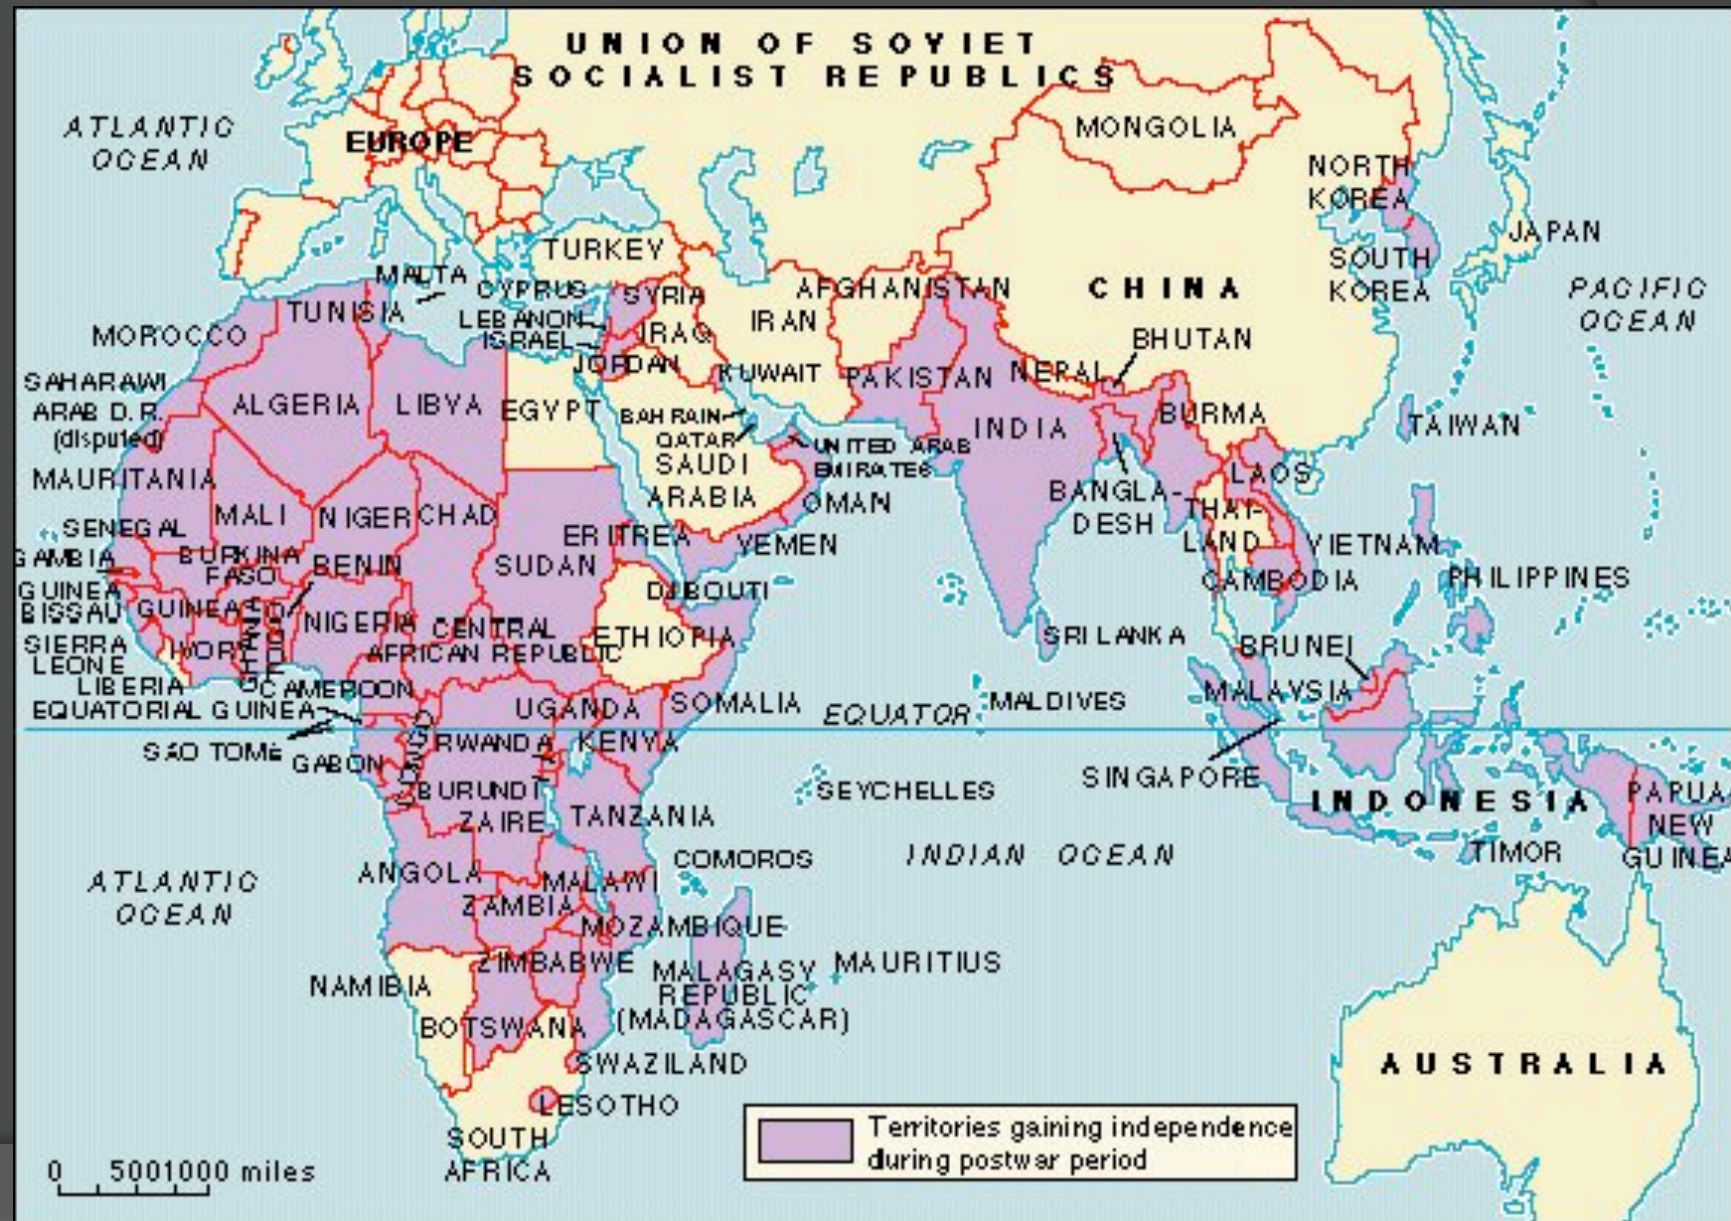 UNION OF SOVIET
SOCIALIST REPUBLICS
ATLANTIC
OCEAN
EUROPE
MONGOLIA
NORTH
KOREA
JAPAN
TURKEY
SOUTH
KOREA
CHINA
PACIFIC
OCEAN
MALTA
CYPRUS
SYRIA
AFGHANISTAN
TUNISIA
LEBANON
IRAQ
IRAN
MOROCCO
ISRAEL
BHUTAN
JORDAN
KUWAIT
PAKISTAN
NEPAL
SAHARAWI
ARAB D.R.
(disputed)
ALGERIA
LIBYA
EGYPT
BAHRAIN
QATAR
INDIA
BURMA
TAIWAN
UNITED ARAB
EMIRATES
SAUDI
ARABIA
LAOS
MAURITANIA
OMAN
BANGLA-
DESH
THAI-
LAND
MALI
NIGER
CHAD
SENEGAL
ERITREA
YEMEN
VIETNAM
GAMBIA
BURKINA
FASO
BENIN
SUDAN
CAMBODIA
PHILIPPINES
GUINEA
BISSAU
GUINEA
DJIBOUTI
NIGERIA
CENTRAL
AFRICAN REPUBLIC
ETHIOPIA
SRI LANKA
BRUNEI
SIERRA
LEONE
IVORY
LIBERIA
CAMEROON
MALAYSIA
EQUATORIAL GUINEA
UGANDA
SOMALIA
EQUATOR
MALDIVES
SAO TOME
GABON
CONGO
RWANDA
KENYA
SINGAPORE
BURUNDI
SEYCHELLES
INDONESIA
PAPUA
NEW
GUINEA
ZAIRE
TANZANIA
TIMOR
COMOROS
INDIAN OCEAN
ANGOLA
MALAWI
ATLANTIC
OCEAN
ZAMBIA
MOZAMBIQUE
ZIMBABWE
MALAGASY
REPUBLIC
(MADAGASCAR)
MAURITIUS
NAMIBIA
BOTSWANA
SWAZILAND
AUSTRALIA
LESOTHO
SOUTH
AFRICA
Territories gaining independence
during postwar period
0 5001000 miles